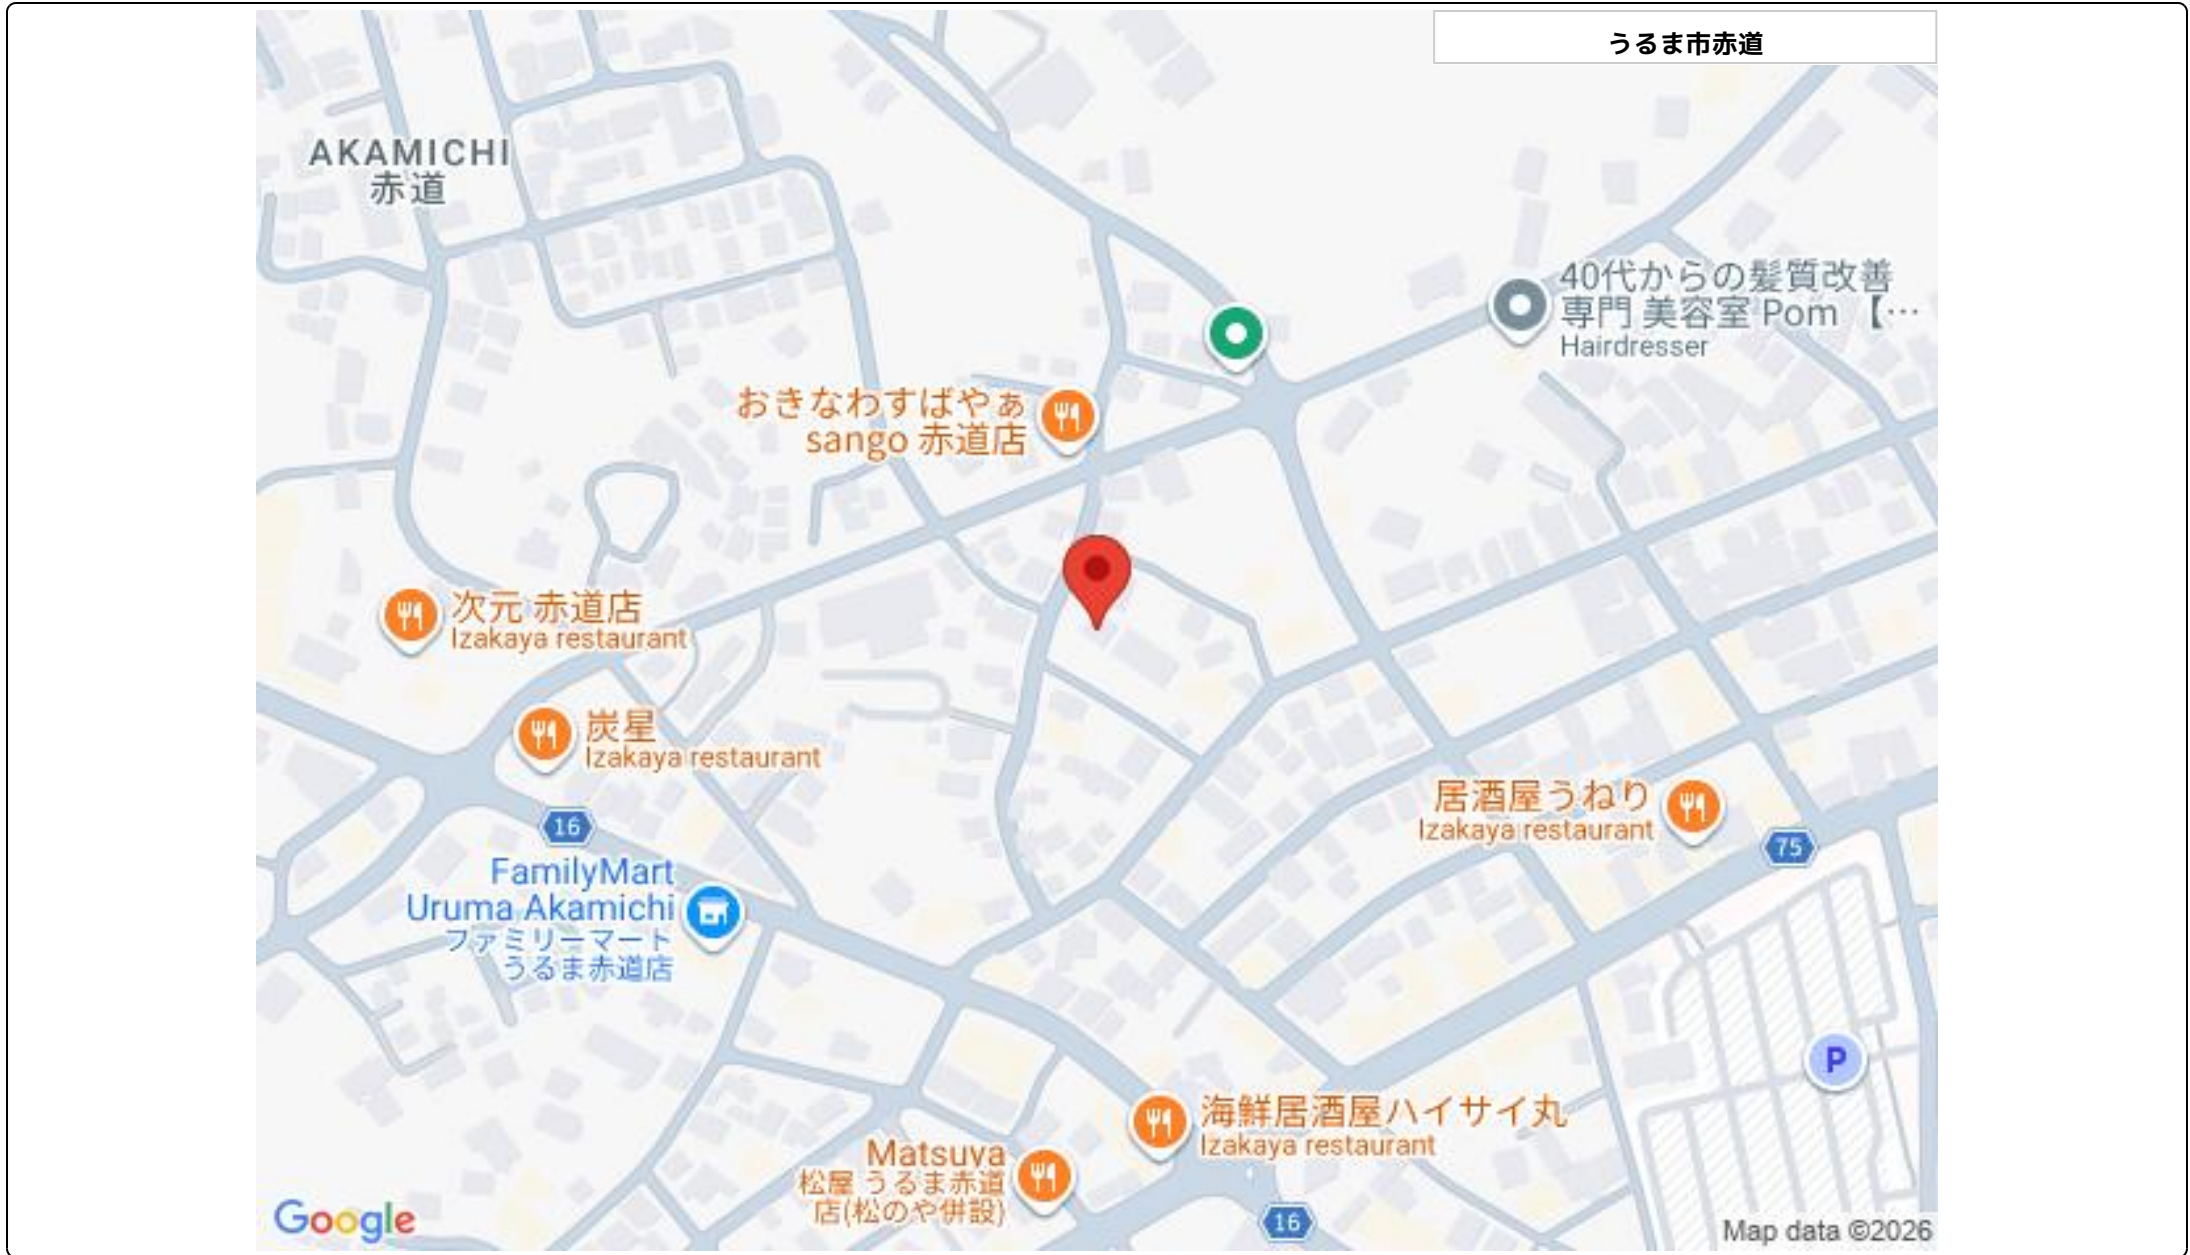 うるま市赤道
AKAMICHI
赤道
40代からの髪質改善
専門 美容室 Pom 【…
Hairdresser
おきなわすばやぁ
sango 赤道店
次元 赤道店
Izakaya restaurant
炭星
Izakaya restaurant
16
居酒屋うねり
Izakaya restaurant
75
FamilyMart
Uruma Akamichi
ファミリーマート
うるま赤道店
P
海鮮居酒屋ハイサイ丸
Izakaya restaurant
Matsuya
松屋 うるま赤道
店(松のや併設)
16
Google
Map data ©2026